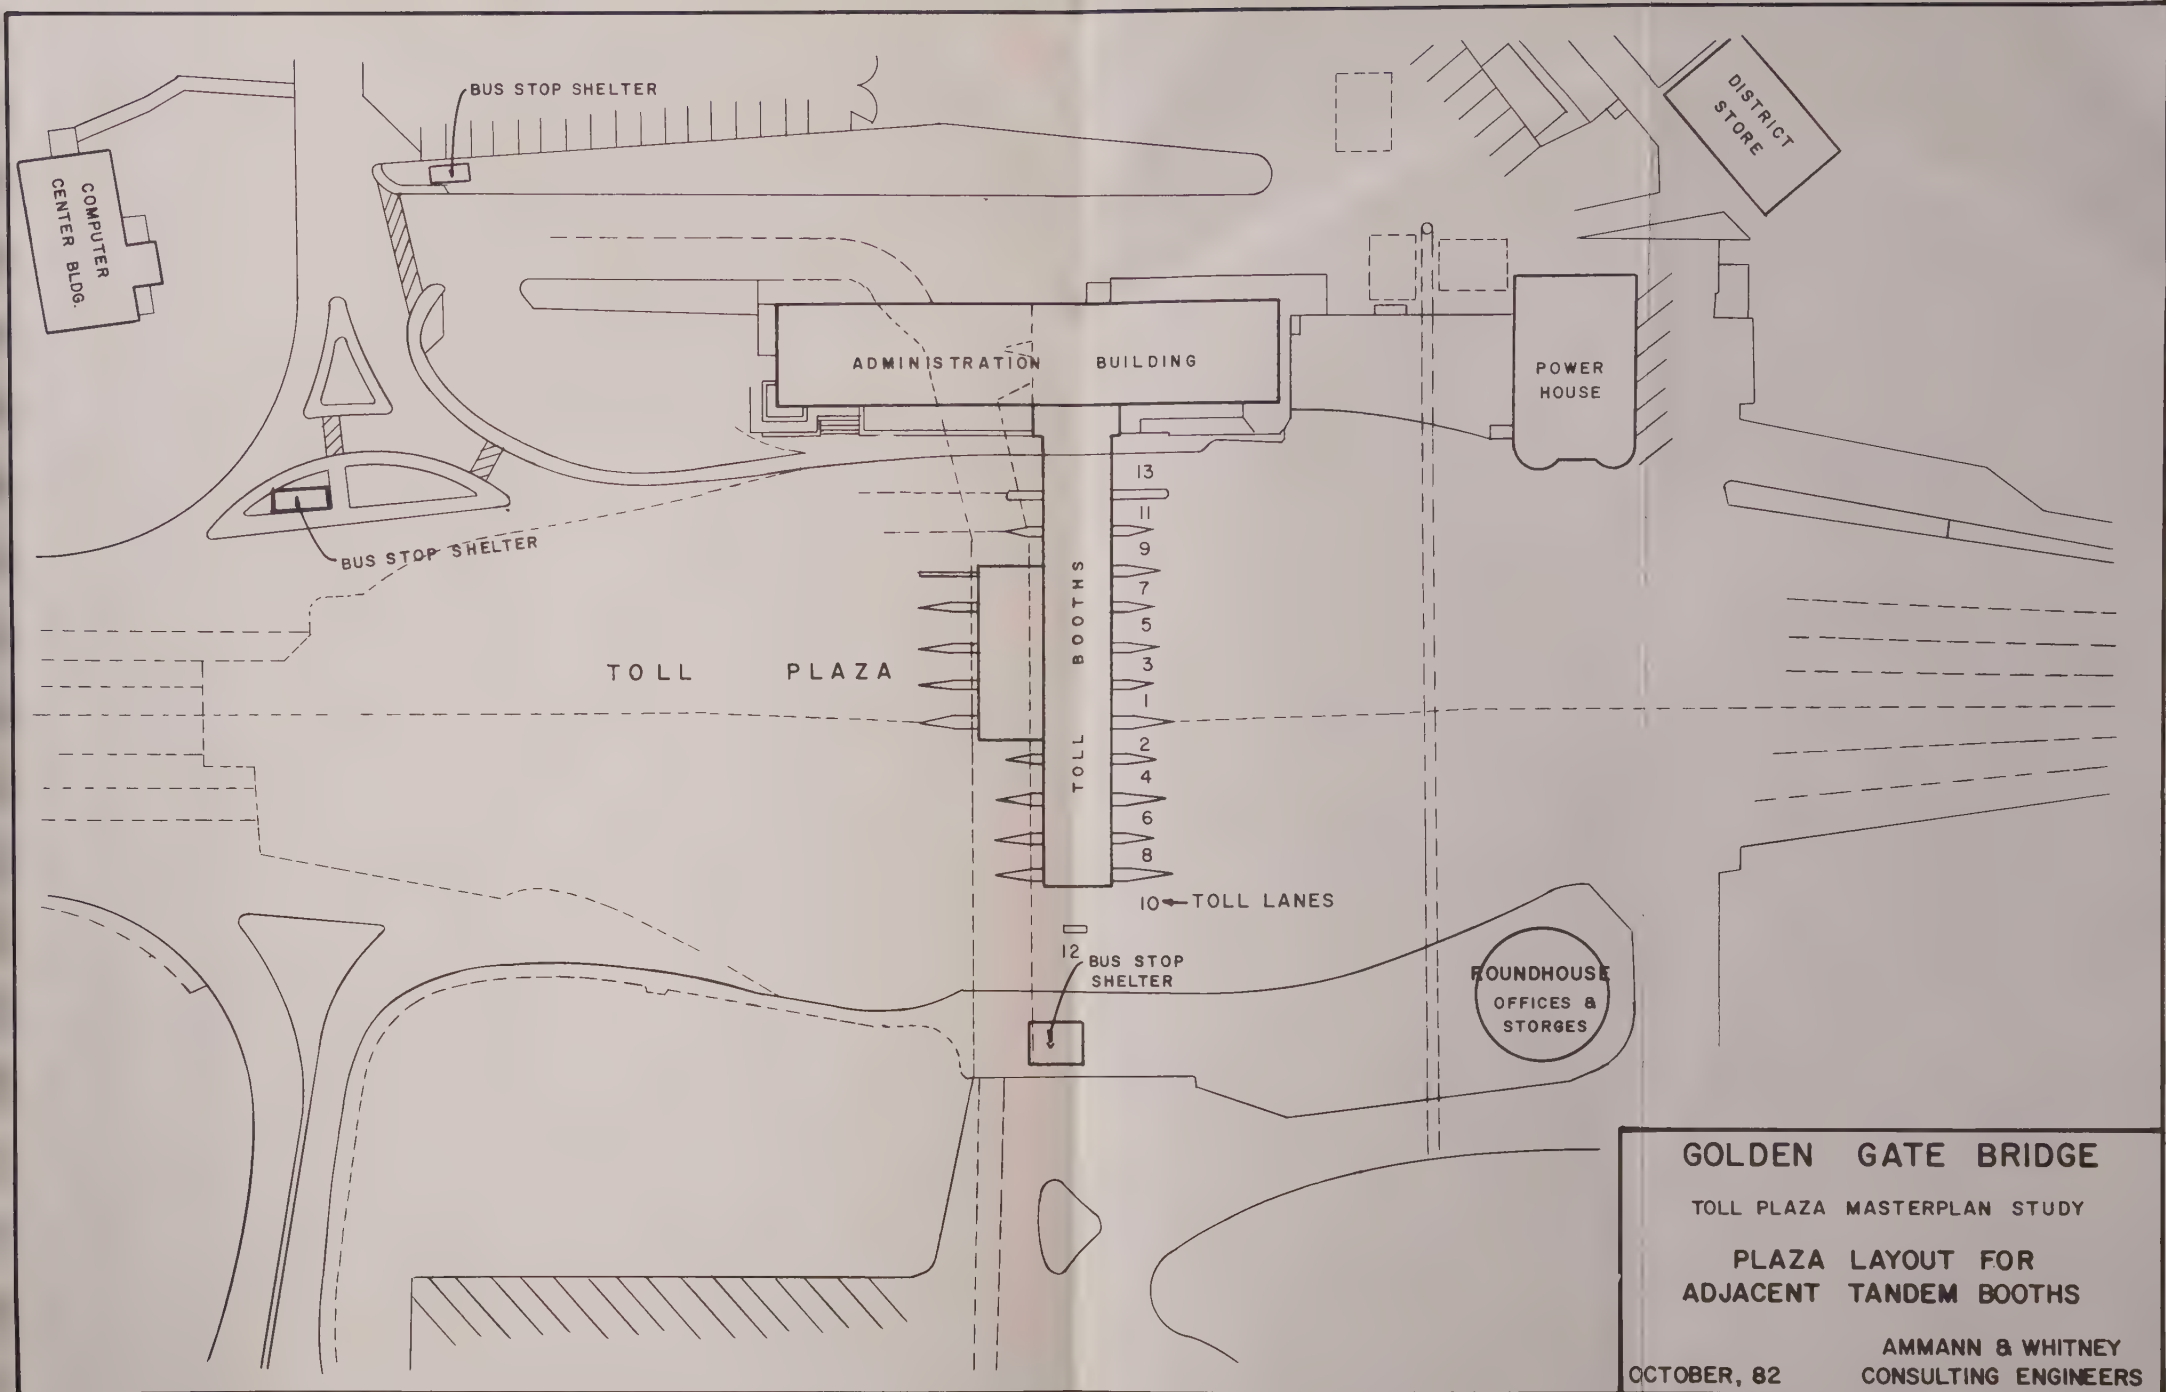 BUS STOP SHELTER
DISTRICT
STORE
COMPUTER
CENTER BLDG.
ADMINISTRATION BUILDING
POWER
HOUSE
BUS STOP SHELTER
13
11
9
7
5
3
1
2
4
6
8
10 TOLL LANES
12
TOLL BOOTHS
TOLL PLAZA
BUS STOP
SHELTER
ROUNDHOUSE
OFFICES &
STORGES
GOLDEN GATE BRIDGE
TOLL PLAZA MASTERPLAN STUDY
PLAZA LAYOUT FOR
ADJACENT TANDEM BOOTHS
AMMANN & WHITNEY
OCTOBER, 82 CONSULTING ENGINEERS